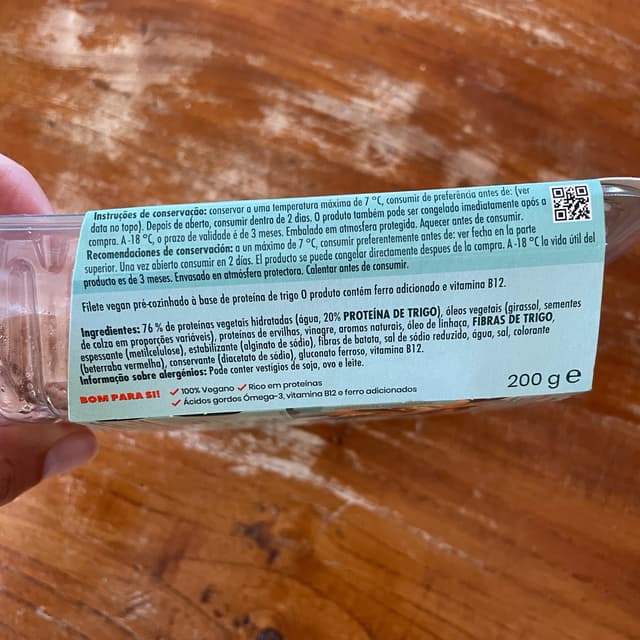 Instruções de conservação: conservar a uma temperatura máxima de 7 °C, consumir de preferência antes de: (ver
data no topo). Depois de aberto, consumir dentro de 2 dias. O produto também pode ser congelado imediatamente após a
compra. A -18 °C, o prazo de validade é de 3 meses. Embalado em atmosfera protegida. Aquecer antes de consumir.
Recomendaciones de conservación: a un máximo de 7 °C, consumir preferentemente antes de: ver fecha en la parte
superior. Una vez abierto consumir en 2 días. El producto se puede congelar directamente despues de la compra. A -18 °C la vida útil del
producto es de 3 meses. Envasado en atmósfera protectora. Calentar antes de consumir.
Filete vegan pré-cozinhado à base de proteína de trigo O produto contém ferro adicionado e vitamina B12.
Ingredientes: 76 % de proteínas vegetais hidratadas (água, 20% PROTEÍNA DE TRIGO), óleos vegetais (girassol, sementes
de colza em proporções variáveis), proteínas de ervilhas, vinagre, aromas naturais, óleo de linhaça, FIBRAS DE TRIGO,
espessante (metilcelulose), estabilizante (alginato de sódio), fibras de batata, sal de sódio reduzido, água, sal, colorante
(beterraba vermelha), conservante (diacetato de sódio), gluconato ferroso, vitamina B12.
Informação sobre alergénios: Pode conter vestígios de soja, ovo e leite.
BOM PARA SI! ✓ 100% Vegano ✓ Rico em proteínas
✓ Ácidos gordos Ómega-3, vitamina B12 e ferro adicionados
200 g e